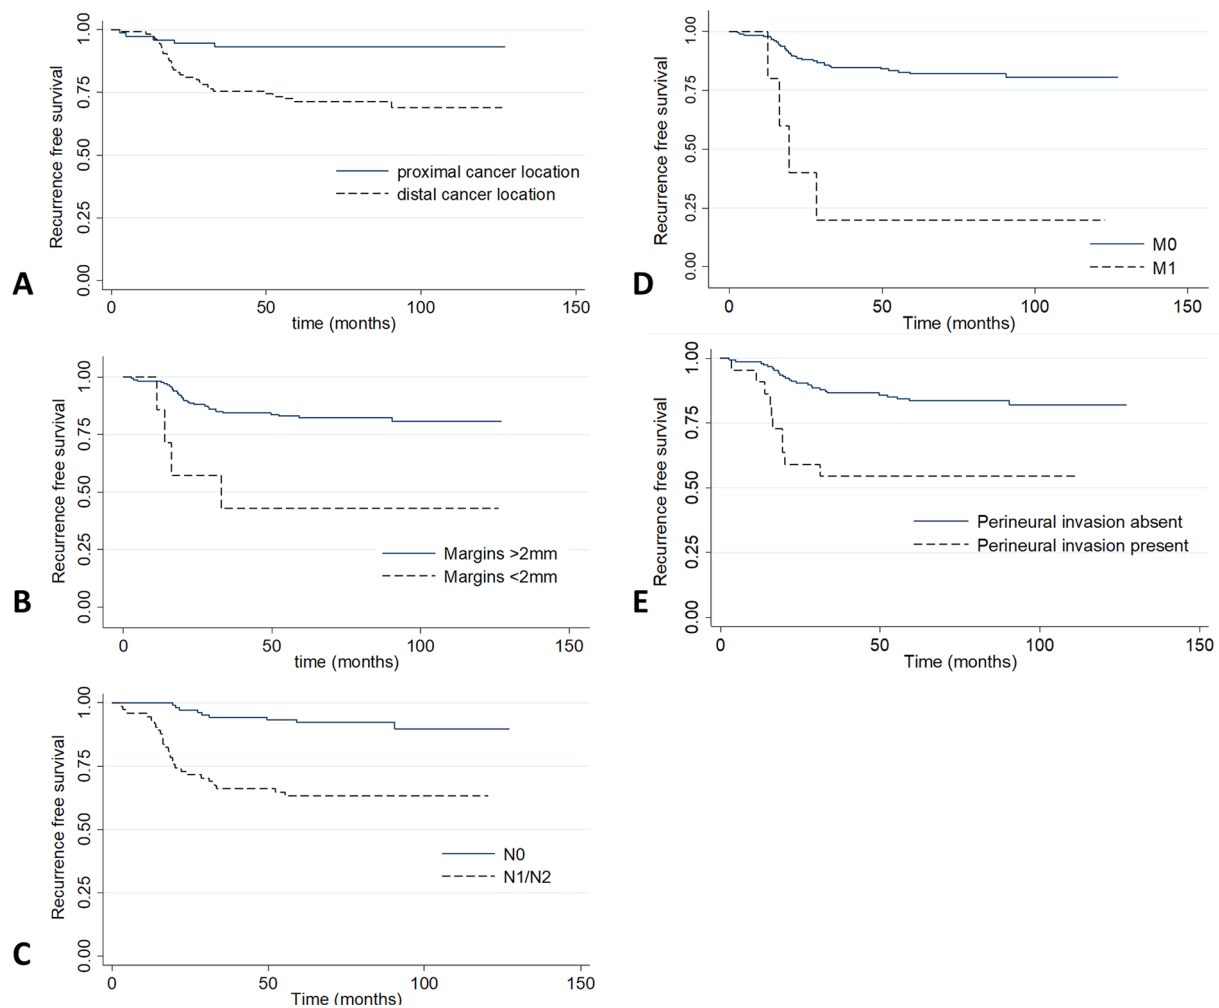 A
Recurrence free survival
1.00
0.75
0.50
0.25
0.00
proximal cancer location
distal cancer location
0 50 100 150
time (months)
B
Recurrence free survival
1.00
0.75
0.50
0.25
0.00
Margins >2mm
Margins <2mm
0 50 100 150
time (months)
C
Recurrence free survival
1.00
0.75
0.50
0.25
0.00
N0
N1/N2
0 50 100 150
Time (months)
D
Recurrence free survival
1.00
0.75
0.50
0.25
0.00
M0
M1
0 50 100 150
Time (months)
E
Recurrence free survival
1.00
0.75
0.50
0.25
0.00
Perineural invasion absent
Perineural invasion present
0 50 100 150
Time (months)